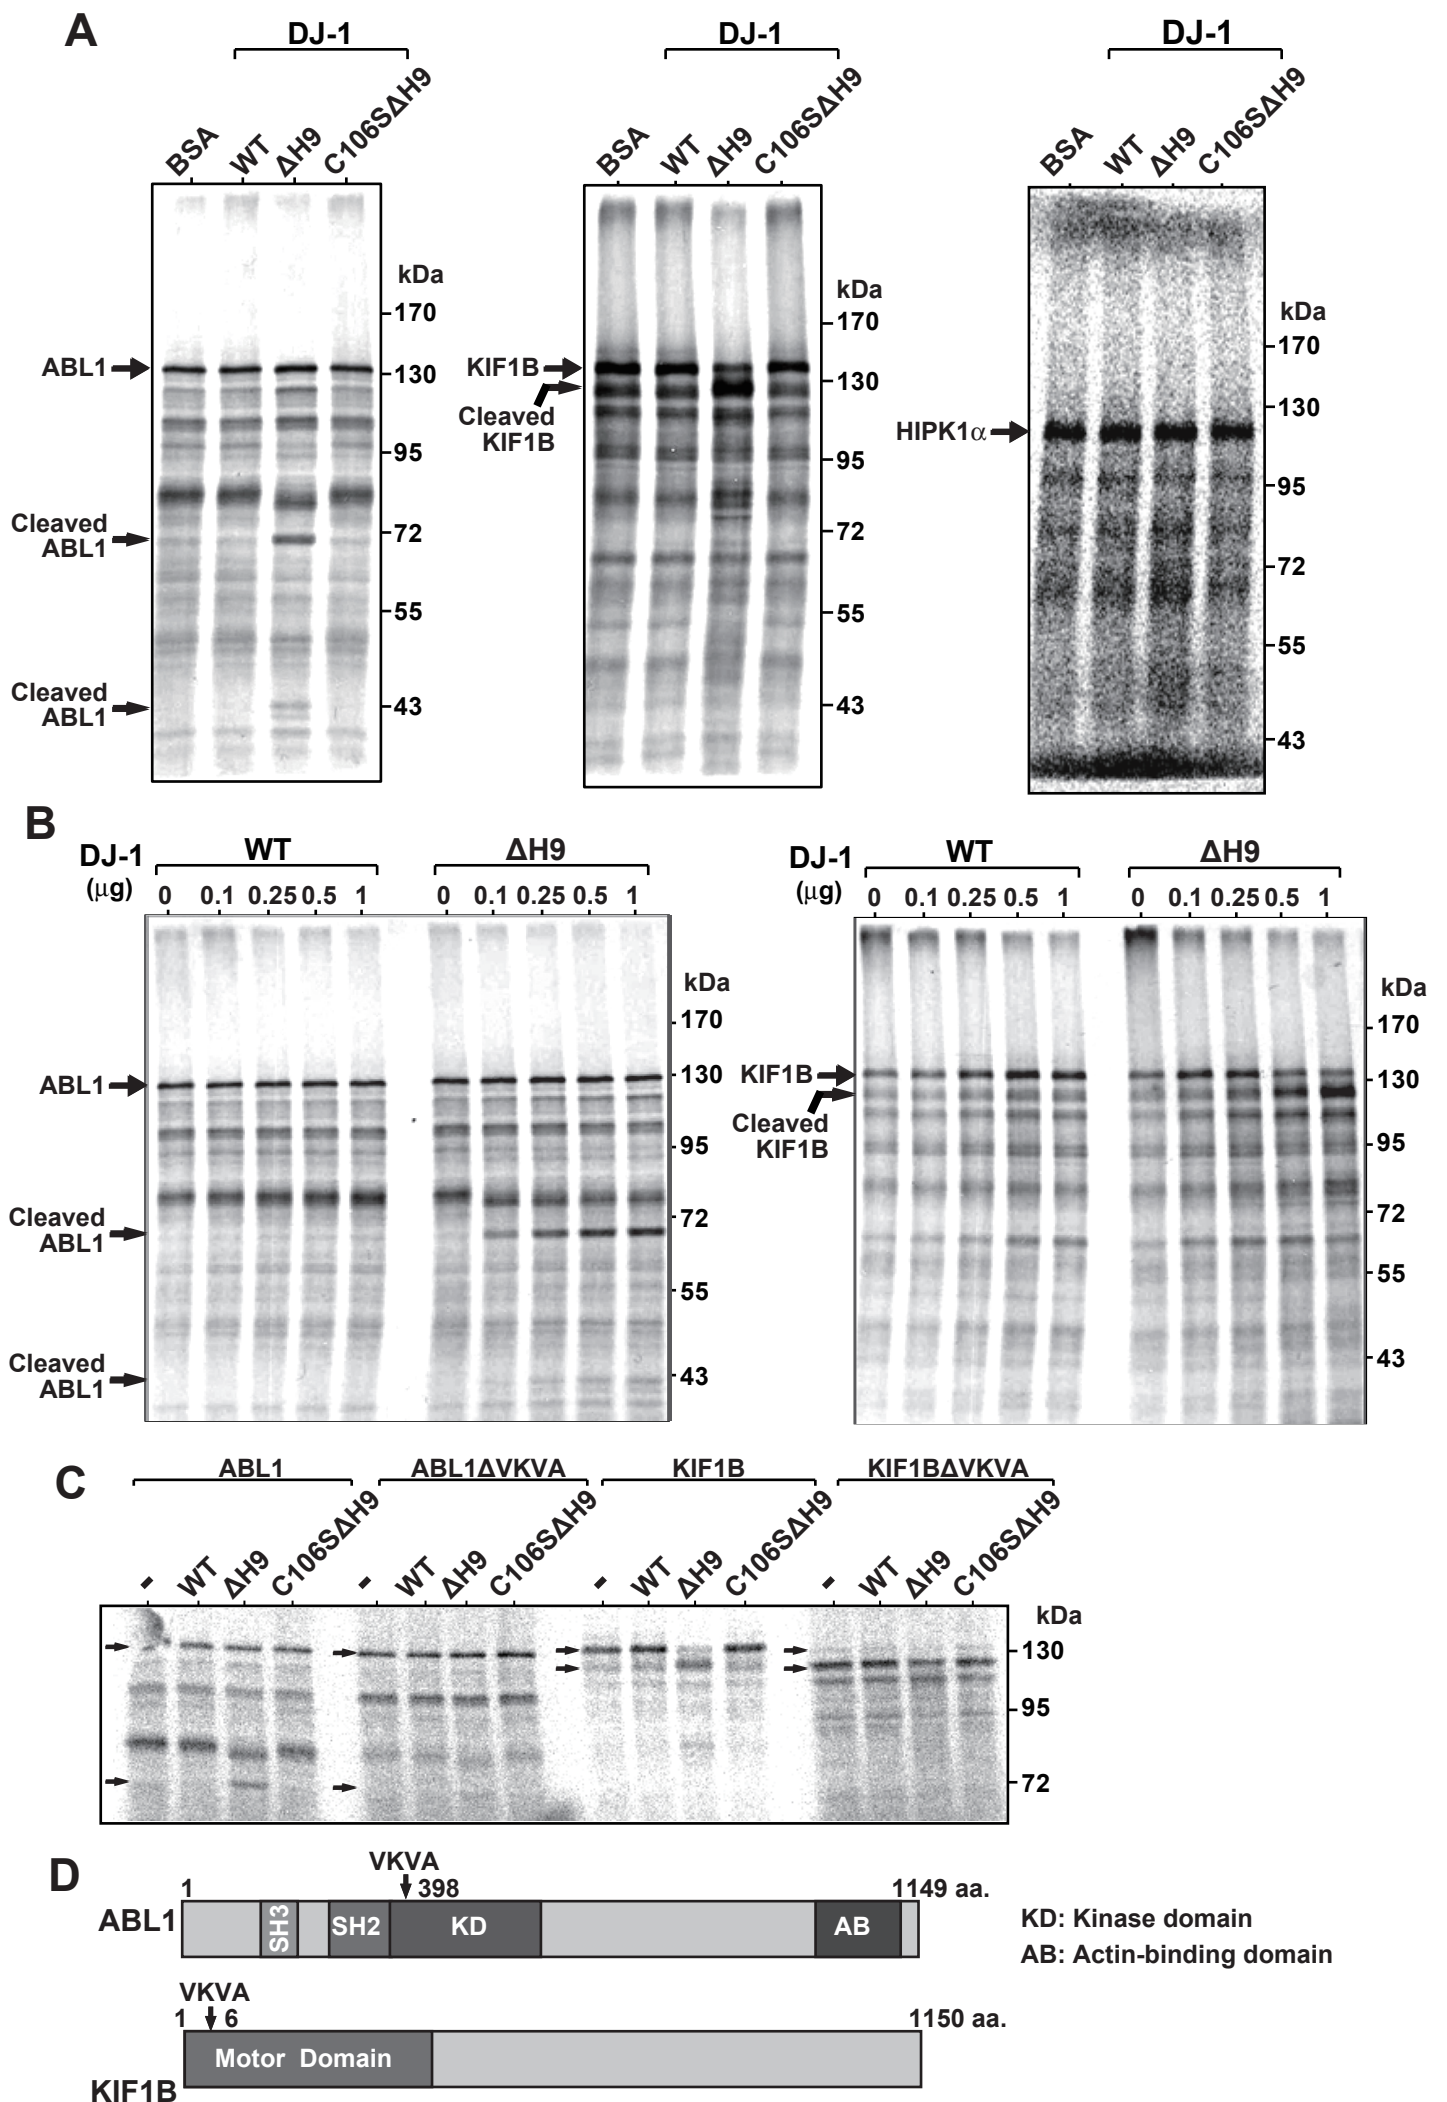 A
DJ-1
BSA WT ΔH9 C106SΔH9
kDa
170
ABL1
130
95
Cleaved
ABL1
72
55
Cleaved
ABL1
43
DJ-1
BSA WT ΔH9 C106SΔH9
kDa
170
KIF1B
130
Cleaved
KIF1B
95
72
55
43
DJ-1
BSA WT ΔH9 C106SΔH9
kDa
170
130
HIPK1α
95
72
55
43
B
DJ-1
(μg)
WT ΔH9
0 0.1 0.25 0.5 1 0 0.1 0.25 0.5 1
kDa
170
ABL1
130
95
Cleaved
ABL1
72
55
Cleaved
ABL1
43
DJ-1
(μg)
WT ΔH9
0 0.1 0.25 0.5 1 0 0.1 0.25 0.5 1
kDa
170
KIF1B
130
Cleaved
KIF1B
95
72
55
43
C
ABL1 ABL1ΔVKVA KIF1B KIF1BΔVKVA
- WT ΔH9 C106SΔH9 - WT ΔH9 C106SΔH9 - WT ΔH9 C106SΔH9 - WT ΔH9 C106SΔH9
kDa
130
95
72
D
VKVA
1 398 1149 aa.
ABL1 SH3 SH2 KD AB
KD: Kinase domain
AB: Actin-binding domain
VKVA
1 6 1150 aa.
Motor Domain
KIF1B